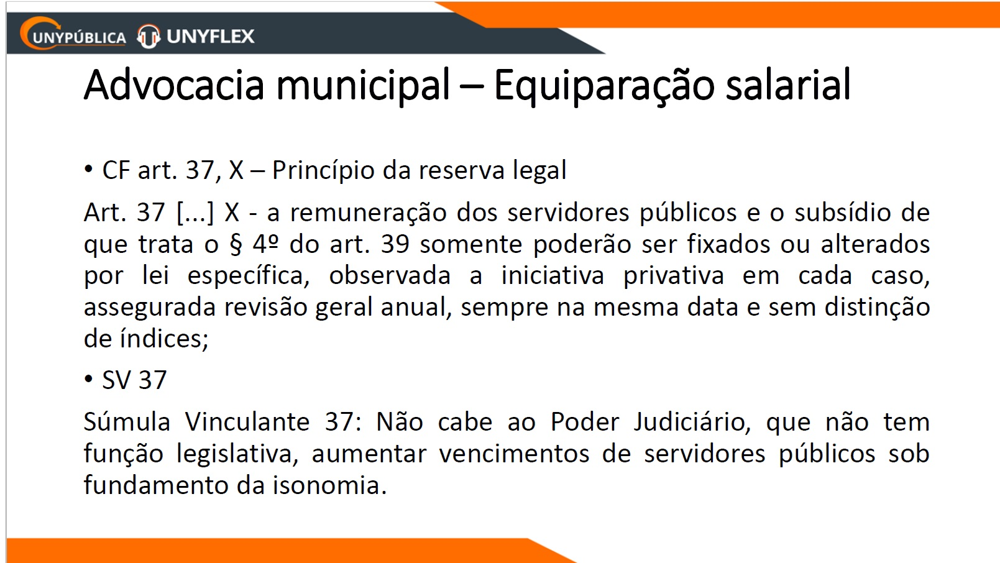 UNYPÚBLICA UNYFLEX
Advocacia municipal – Equiparação salarial
• CF art. 37, X – Princípio da reserva legal
Art. 37 [...] X - a remuneração dos servidores públicos e o subsídio de
que trata o § 4º do art. 39 somente poderão ser fixados ou alterados
por lei específica, observada a iniciativa privativa em cada caso,
assegurada revisão geral anual, sempre na mesma data e sem distinção
de índices;
• SV 37
Súmula Vinculante 37: Não cabe ao Poder Judiciário, que não tem
função legislativa, aumentar vencimentos de servidores públicos sob
fundamento da isonomia.